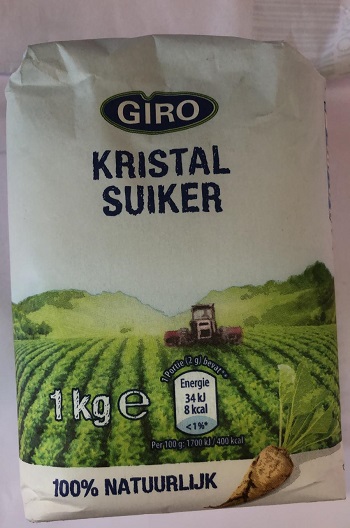 GIRO
KRISTAL
SUIKER
1 Portie (2 g) bevat**
Energie
34 kJ
8 kcal
<1%*
1 kg e
Per 100 g: 1700 kJ / 400 kcal
100% NATUURLIJK